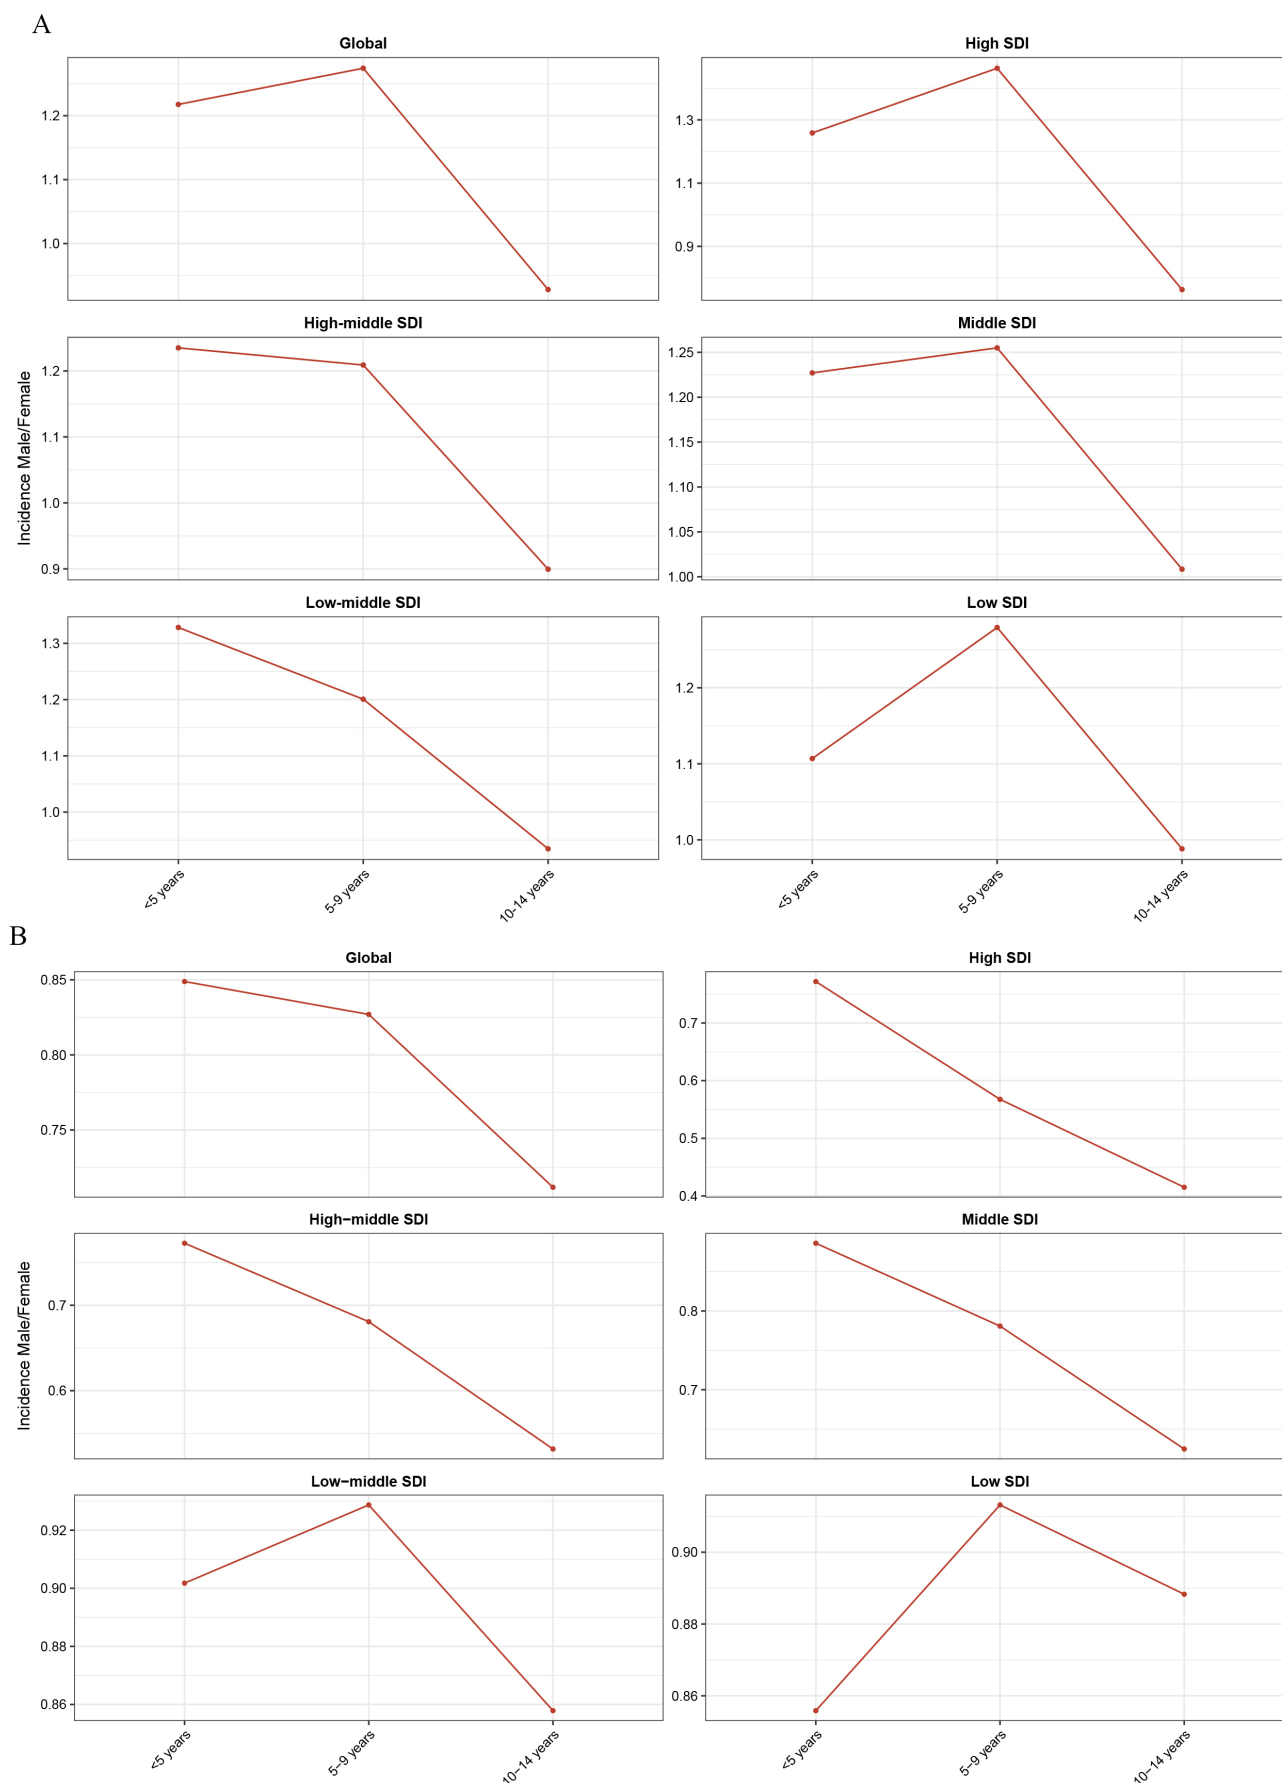 A
Global
High SDI
1.2
1.1
1.0
1.3
1.1
0.9
High-middle SDI
Middle SDI
Incidence Male/Female
1.2
1.1
1.0
0.9
1.25
1.20
1.15
1.10
1.05
1.00
Low-middle SDI
Low SDI
1.3
1.2
1.1
1.0
1.2
1.1
1.0
<5 years
5-9 years
10-14 years
<5 years
5-9 years
10-14 years
B
Global
High SDI
0.85
0.80
0.75
0.7
0.6
0.5
0.4
High−middle SDI
Middle SDI
Incidence Male/Female
0.7
0.6
0.8
0.7
Low−middle SDI
Low SDI
0.92
0.90
0.88
0.86
0.90
0.88
0.86
<5 years
5−9 years
10−14 years
<5 years
5−9 years
10−14 years